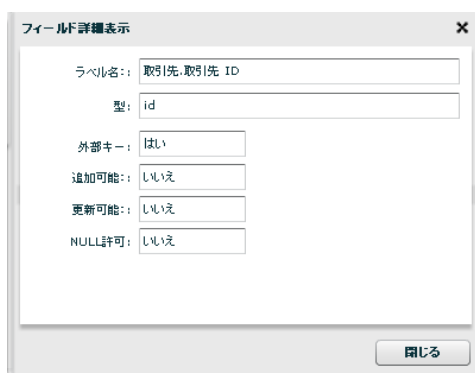 フィールド詳細表示
ラベル名:: 取引先.取引先 ID
型: id
外部キー: はい
追加可能:: いいえ
更新可能:: いいえ
NULL許可: いいえ
閉じる